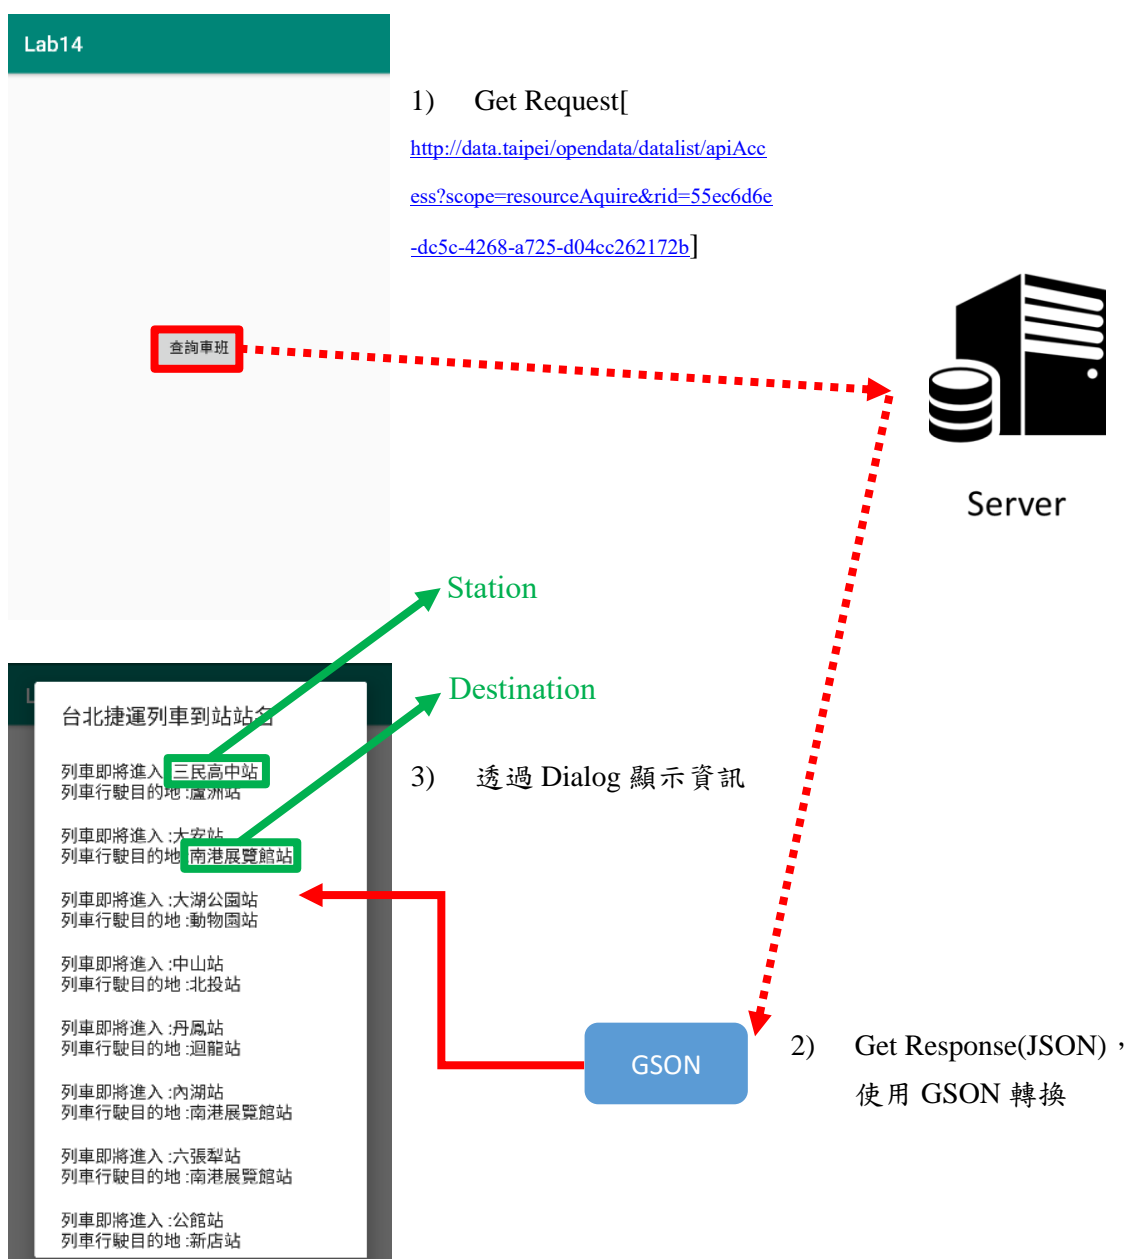 Lab14
1) Get Request[
http://data.taipei/opendata/datalist/apiAcc
ess?scope=resourceAquire&rid=55ec6d6e
-dc5c-4268-a725-d04cc262172b]
查詢車班
Server
Station
Destination
L
台北捷運列車到站站名
列車即將進入 :三民高中站
列車行駛目的地 :蘆洲站
3) 透過 Dialog 顯示資訊
列車即將進入 :大安站
列車行駛目的地 :南港展覽館站
列車即將進入 :大湖公園站
列車行駛目的地 :動物園站
列車即將進入 :中山站
列車行駛目的地 :北投站
列車即將進入 :丹鳳站
列車行駛目的地 :迴龍站
GSON
2) Get Response(JSON),
使用 GSON 轉換
列車即將進入 :內湖站
列車行駛目的地 :南港展覽館站
列車即將進入 :六張犁站
列車行駛目的地 :南港展覽館站
列車即將進入 :公館站
列車行駛目的地 :新店站